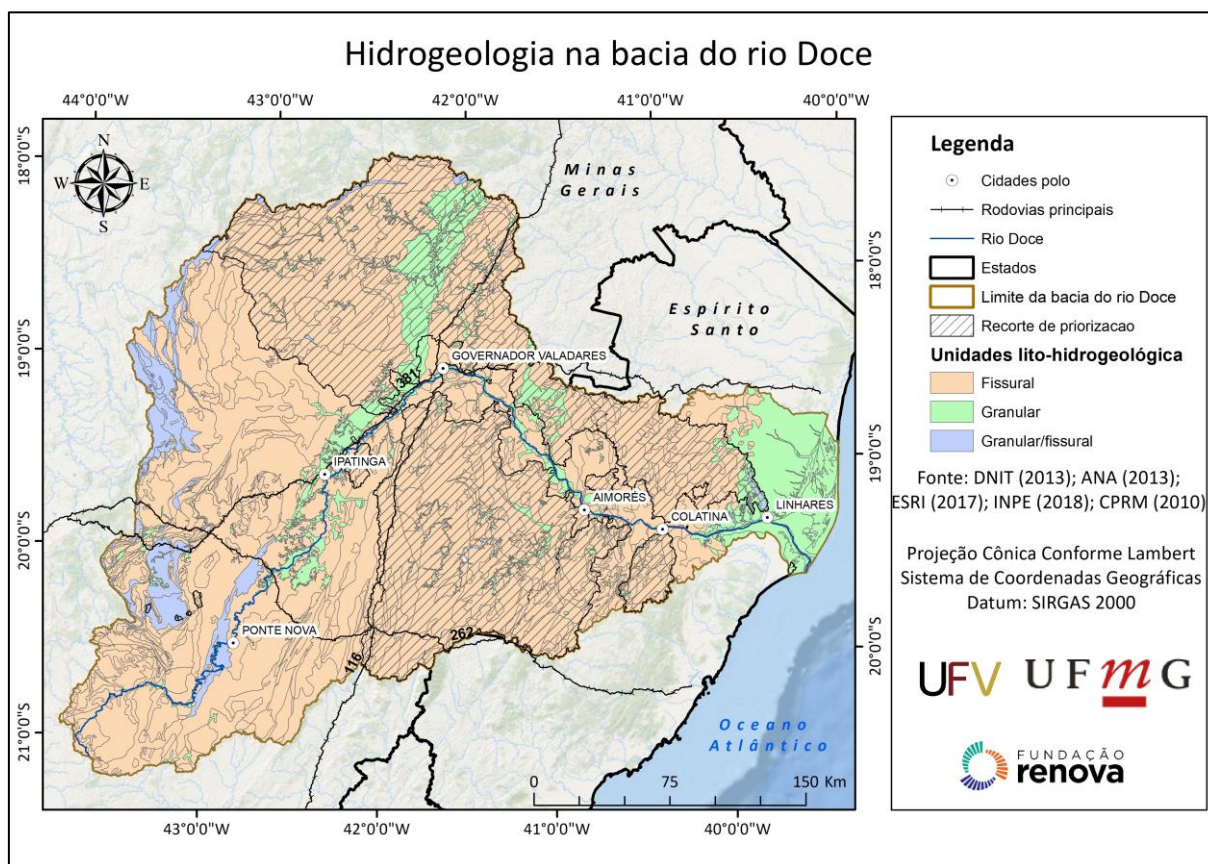 Hidrogeologia na bacia do rio Doce
44°0'0"W 43°0'0"W 42°0'0"W 41°0'0"W 40°0'0"W
18°0'0"S
19°0'0"S
20°0'0"S
21°0'0"S
18°0'0"S
19°0'0"S
20°0'0"S
43°0'0"W 42°0'0"W 41°0'0"W 40°0'0"W
N
W E
S
Minas
Gerais
Espírito
Santo
GOVERNADOR VALADARES
381
IPATINGA
AIMORÉS
COLATINA
LINHARES
PONTE NOVA
116
262
Oceano
Atlântico
0 75 150 Km
Legenda
Cidades polo
Rodovias principais
Rio Doce
Estados
Limite da bacia do rio Doce
Recorte de priorizacao
Unidades lito-hidrogeológica
Fissural
Granular
Granular/fissural
Fonte: DNIT (2013); ANA (2013);
ESRI (2017); INPE (2018); CPRM (2010)
Projeção Cônica Conforme Lambert
Sistema de Coordenadas Geográficas
Datum: SIRGAS 2000
UFV
UFmG
FUNDAÇÃO
renova